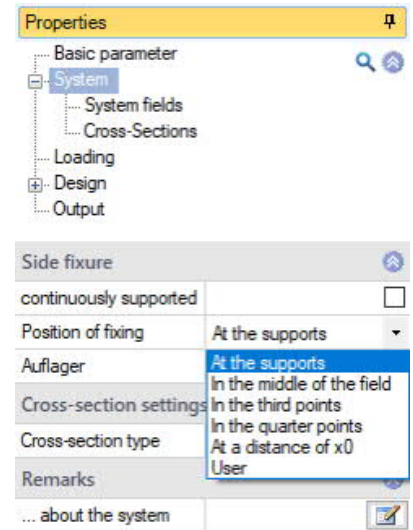 Properties
Basic parameter
System
System fields
Cross-Sections
Loading
Design
Output
Side fixure
continuously supported
Position of fixing At the supports
Auflager At the supports
In the middle of the field
Cross-section settings In the third points
In the quarter points
Cross-section type At a distance of x0
User
Remarks
... about the system